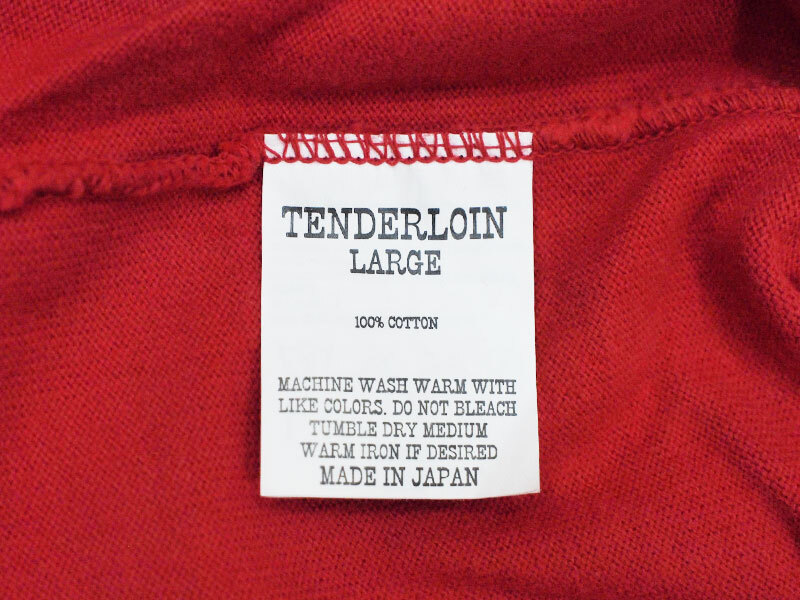 TENDERLOIN
LARGE
100% COTTON
MACHINE WASH WARM WITH
LIKE COLORS. DO NOT BLEACH
TUMBLE DRY MEDIUM
WARM IRON IF DESIRED
MADE IN JAPAN